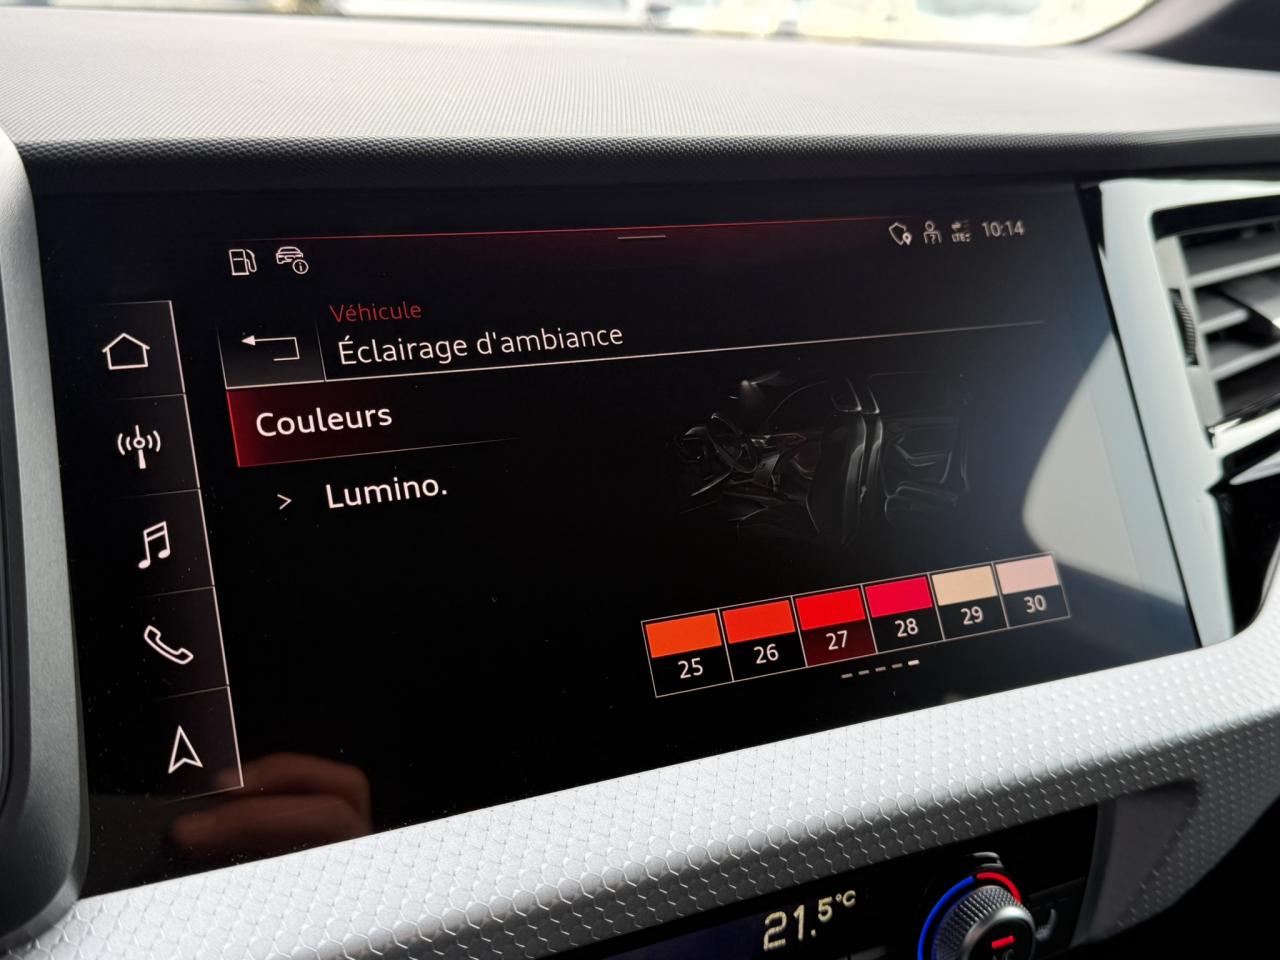 10:14
Véhicule
Éclairage d'ambiance
Couleurs
> Lumino.
25 26 27 28 29 30
21.5°C